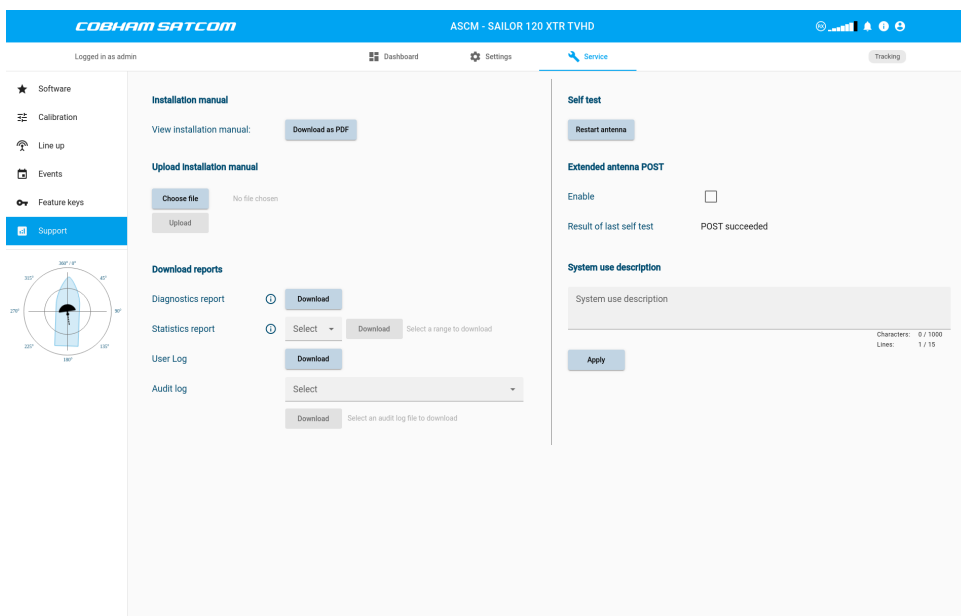 COBHAM SATCOM
ASCM - SAILOR 120 XTR TVHD
RX
Logged in as admin
Dashboard
Settings
Service
Tracking
Software
Calibration
Line up
Events
Feature keys
Support
360° / 0°
315°
45°
270°
90°
225°
135°
180°
Installation manual
View installation manual:
Download as PDF
Upload Installation manual
Choose file
No file chosen
Upload
Download reports
Diagnostics report
Download
Statistics report
Select
Download
Select a range to download
User Log
Download
Audit log
Select
Download
Select an audit log file to download
Self test
Restart antenna
Extended antenna POST
Enable
Result of last self test
POST succeeded
System use description
System use description
Characters: 0 / 1000
Lines: 1 / 15
Apply